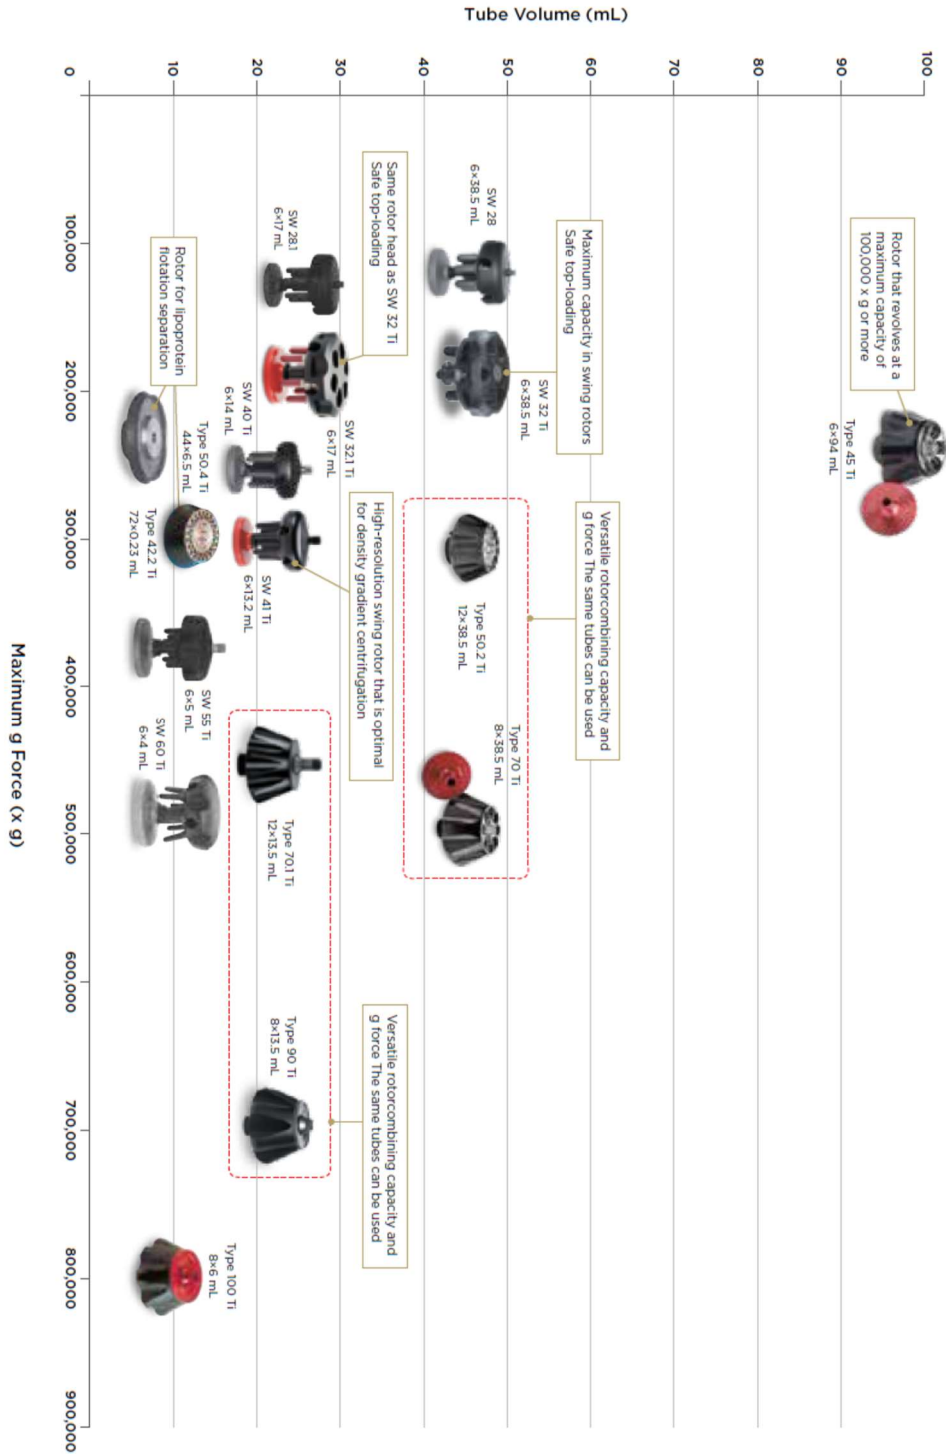 Tube Volume (mL)
100
90
80
70
60
50
40
30
20
10
0
Rotor that revolves at a
maximum capacity of
100,000 x g or more
Type 45 Ti
6×94 mL
Maximum capacity in swing rotors
Safe top-loading
SW 28
6×38.5 mL
SW 32 Ti
6×38.5 mL
Versatile rotorcombining capacity and
g force The same tubes can be used
Type 50.2 Ti
12×38.5 mL
Type 70 Ti
8×38.5 mL
Same rotor head as SW 32 Ti
Safe top-loading
SW 28.1
6×17 mL
SW 32.1 Ti
6×17 mL
High-resolution swing rotor that is optimal
for density gradient centrifugation
SW 40 Ti
6×14 mL
SW 41 Ti
6×13.2 mL
Versatile rotorcombining capacity and
g force The same tubes can be used
Type 70.1 Ti
12×13.5 mL
Type 90 Ti
8×13.5 mL
Rotor for lipoprotein
flotation separation
Type 50.4 Ti
44×6.5 mL
Type 42.2 Ti
72×0.23 mL
SW 55 Ti
6×5 mL
SW 60 Ti
6×4 mL
Type 100 Ti
8×6 mL
100,000
200,000
300,000
400,000
500,000
600,000
700,000
800,000
900,000
Maximum g Force (x g)